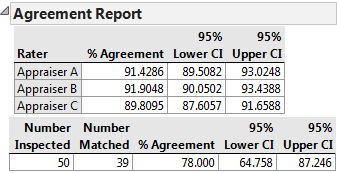 Agreement Report
95% 95%
Rater % Agreement Lower CI Upper CI
Appraiser A 91.4286 89.5082 93.0248
Appraiser B 91.9048 90.0502 93.4388
Appraiser C 89.8095 87.6057 91.6588
Number Number 95% 95%
Inspected Matched % Agreement Lower CI Upper CI
50 39 78.000 64.758 87.246